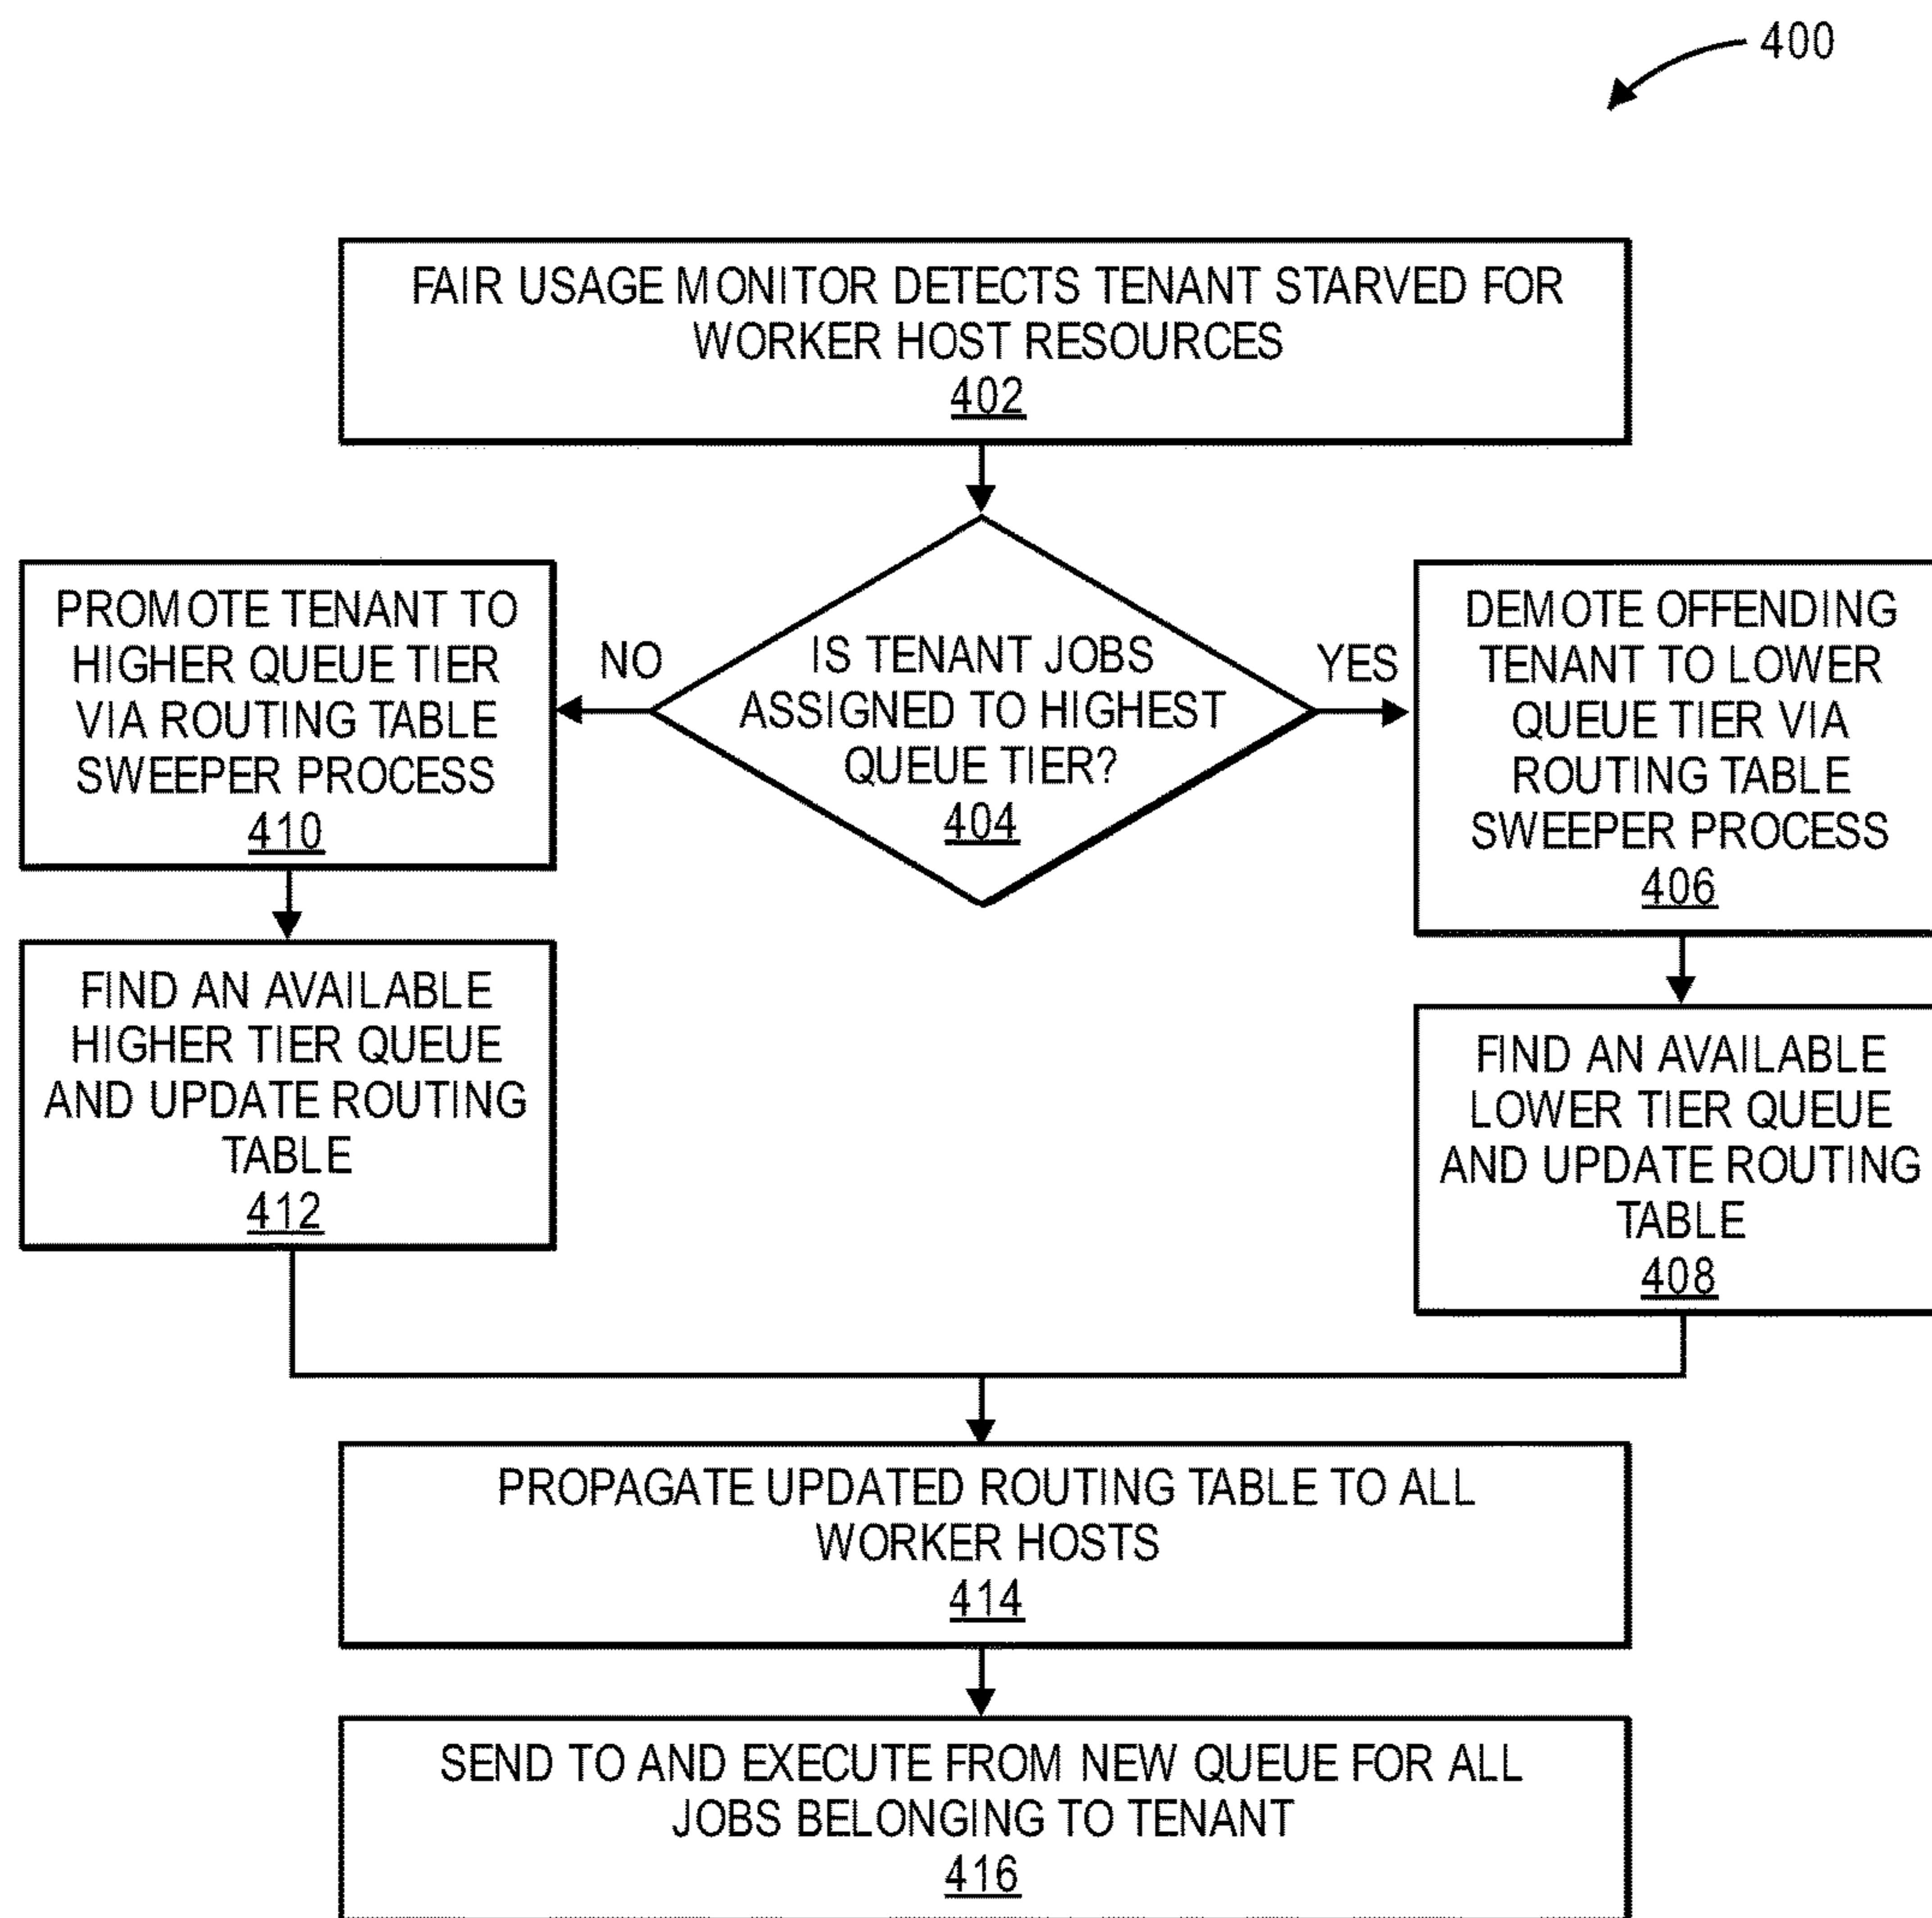 400
FAIR USAGE MONITOR DETECTS TENANT STARVED FOR
WORKER HOST RESOURCES
402
IS TENANT JOBS
ASSIGNED TO HIGHEST
QUEUE TIER?
404
NO
YES
PROMOTE TENANT TO
HIGHER QUEUE TIER
VIA ROUTING TABLE
SWEEPER PROCESS
410
DEMOTE OFFENDING
TENANT TO LOWER
QUEUE TIER VIA
ROUTING TABLE
SWEEPER PROCESS
406
FIND AN AVAILABLE
HIGHER TIER QUEUE
AND UPDATE ROUTING
TABLE
412
FIND AN AVAILABLE
LOWER TIER QUEUE
AND UPDATE ROUTING
TABLE
408
PROPAGATE UPDATED ROUTING TABLE TO ALL
WORKER HOSTS
414
SEND TO AND EXECUTE FROM NEW QUEUE FOR ALL
JOBS BELONGING TO TENANT
416